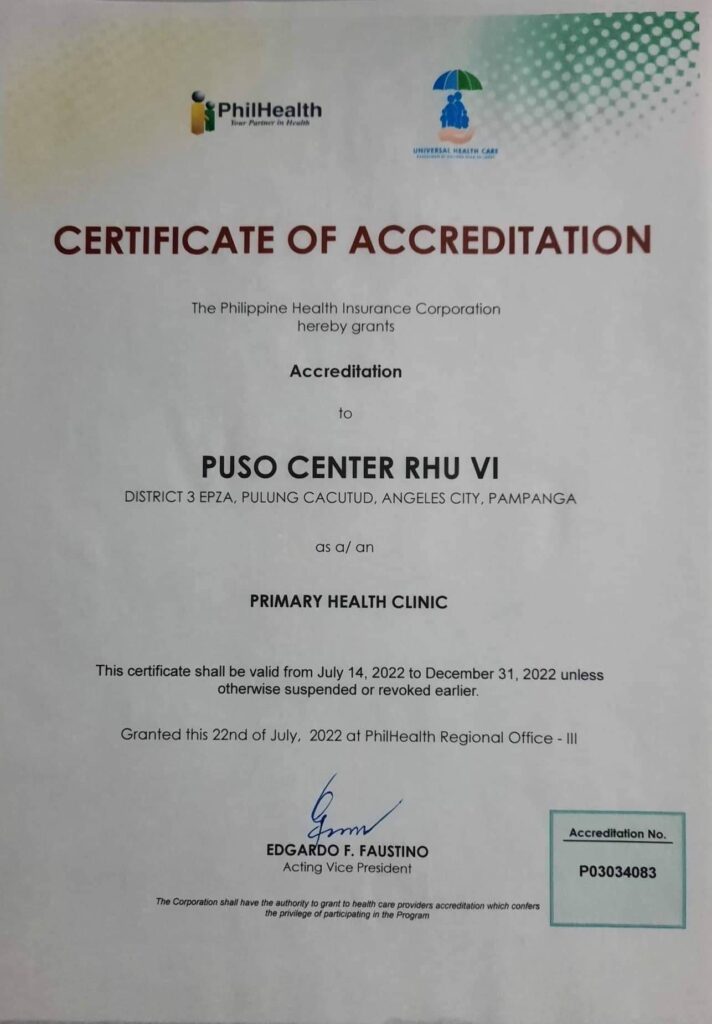 PhilHealth
Your Partner in Health
UNIVERSAL HEALTH CARE
CERTIFICATE OF ACCREDITATION
The Philippine Health Insurance Corporation
hereby grants
Accreditation
to
PUSO CENTER RHU VI
DISTRICT 3 EPZA, PULUNG CACUTUD, ANGELES CITY, PAMPANGA
as a/ an
PRIMARY HEALTH CLINIC
This certificate shall be valid from July 14, 2022 to December 31, 2022 unless
otherwise suspended or revoked earlier.
Granted this 22nd of July, 2022 at PhilHealth Regional Office - III
EDGARDO F. FAUSTINO
Acting Vice President
Accreditation No.
P03034083
The Corporation shall have the authority to grant to health care providers accreditation which confers
the privilege of participating in the Program